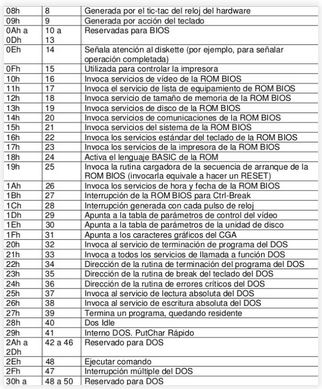 08h 8 Generada por el tic-tac del reloj del hardware
09h 9 Generada por acción del teclado
0Ah a 10 a Reservadas para BIOS
0Dh 13
0Eh 14 Señala atención al diskette (por ejemplo, para señalar
operación completada)
0Fh 15 Utilizada para controlar la impresora
10h 16 Invoca servicios de vídeo de la ROM BIOS
11h 17 Invoca el servicio de lista de equipamiento de ROM BIOS
12h 18 Invoca servicio de tamaño de memoria de la ROM BIOS
13h 19 Invoca servicios de disco de la ROM BIOS
14h 20 Invoca servicios de comunicaciones de la ROM BIOS
15h 21 Invoca servicios del sistema de la ROM BIOS
16h 22 Invoca los servicios estándar del teclado de la ROM BIOS
17h 23 Invoca los servicios de la impresora de la ROM BIOS
18h 24 Activa el lenguaje BASIC de la ROM
19h 25 Invoca la rutina cargadora de la secuencia de arranque de la
ROM BIOS (invocarla equivale a hacer un RESET)
1Ah 26 Invoca los servicios de hora y fecha de la ROM BIOS
1Bh 27 Interrupción de la ROM BIOS para Ctrl-Break
1Ch 28 Interrupción generada con cada pulso de reloj
1Dh 29 Apunta a la tabla de parámetros de control del vídeo
1Eh 30 Apunta a la tabla de parámetros de la unidad de disco
1Fh 31 Apunta a los caracteres gráficos del CGA
20h 32 Invoca al servicio de terminación de programa del DOS
21h 33 Invoca a todos los servicios de llamada a función DOS
22h 34 Dirección de la rutina de terminación del programa del DOS
23h 35 Dirección de la rutina de break del teclado del DOS
24h 36 Dirección de la rutina de errores críticos del DOS
25h 37 Invoca al servicio de lectura absoluta del DOS
26h 38 Invoca al servicio de escritura absoluta del DOS
27h 39 Termina un programa, quedando residente
28h 40 Dos Idle
29h 41 Interno DOS. PutChar Rápido
2Ah a 42 a 46 Reservado para DOS
2Dh
2Eh 48 Ejecutar comando
2Fh 47 Interrupción múltiple del DOS
30h a 48 a 50 Reservado para DOS